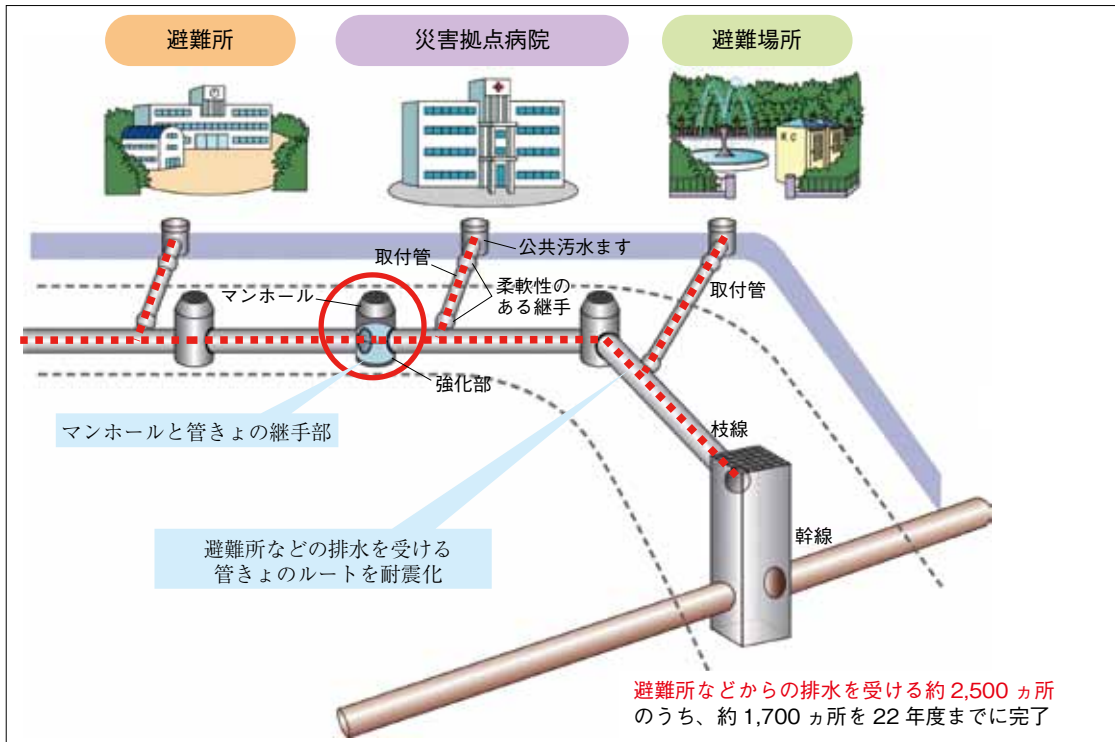 避難所
災害拠点病院
避難場所
公共汚水ます
取付管
柔軟性の
ある継手
取付管
マンホール
強化部
マンホールと管きょの継手部
枝線
避難所などの排水を受ける
管きょのルートを耐震化
幹線
避難所などからの排水を受ける約 2,500 ヵ所
のうち、約 1,700 ヵ所を 22 年度までに完了